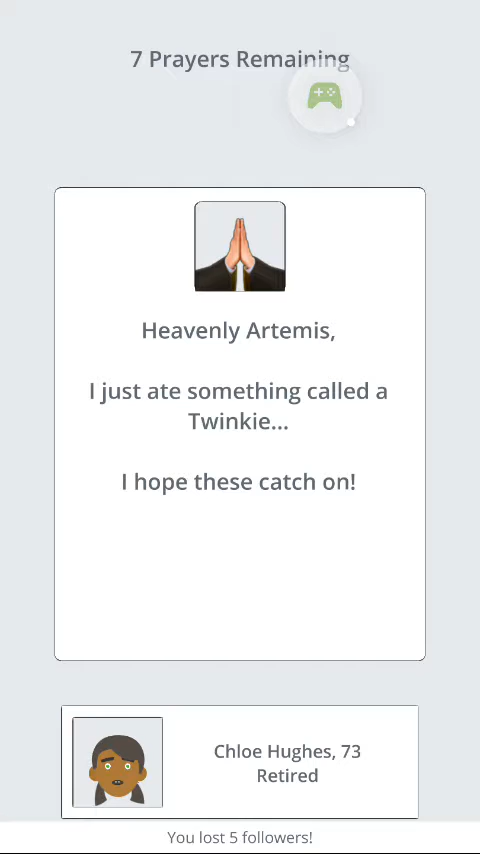 7 Prayers Remaining
Heavenly Artemis,
I just ate something called a
Twinkie...
I hope these catch on!
Chloe Hughes, 73
Retired
You lost 5 followers!